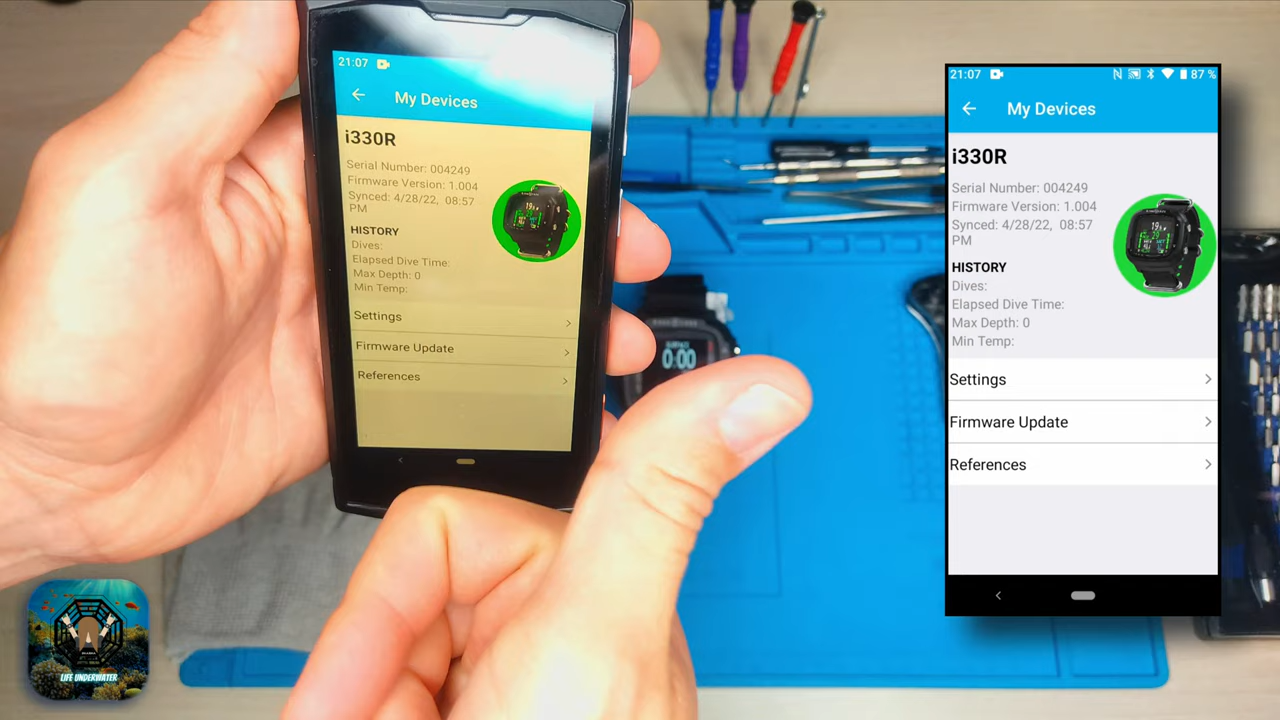 21:07
My Devices
i330R
Serial Number: 004249
Firmware Version: 1.004
Synced: 4/28/22, 08:57
PM
HISTORY
Dives:
Elapsed Dive Time:
Max Depth: 0
Min Temp:
Settings
Firmware Update
References
0:00
21:07
87 %
My Devices
i330R
Serial Number: 004249
Firmware Version: 1.004
Synced: 4/28/22, 08:57
PM
HISTORY
Dives:
Elapsed Dive Time:
Max Depth: 0
Min Temp:
Settings
Firmware Update
References
LIFE UNDERWATER